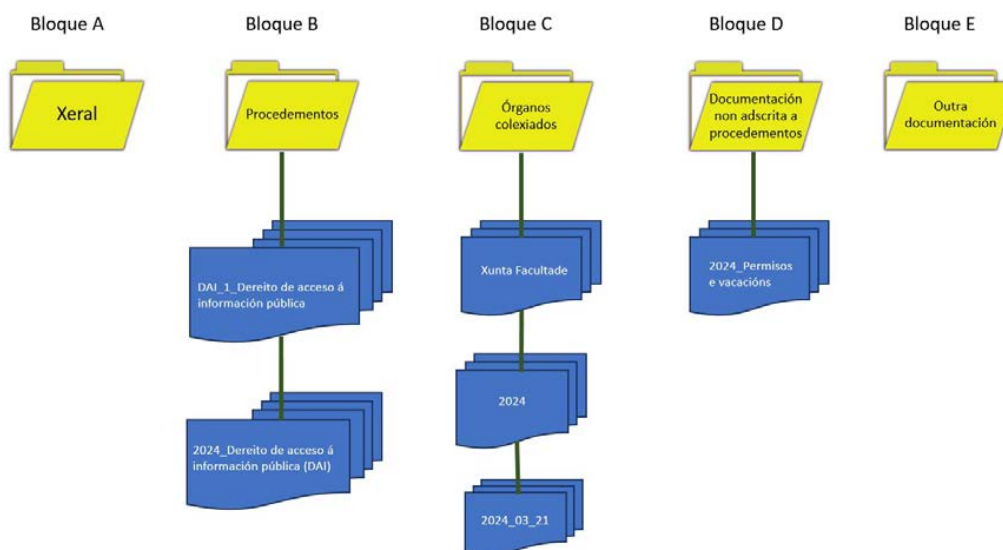 Bloque A
Bloque B
Bloque C
Bloque D
Bloque E
Xeral
Procedementos
Órganos
colexiados
Documentación
non adscrita a
procedementos
Outra
documentación
DAI_1_Dereito de acceso á
información pública
Xunta Facultade
2024_Permisos
e vacacións
2024
2024_Dereito de acceso á
información pública (DAI)
2024_03_21